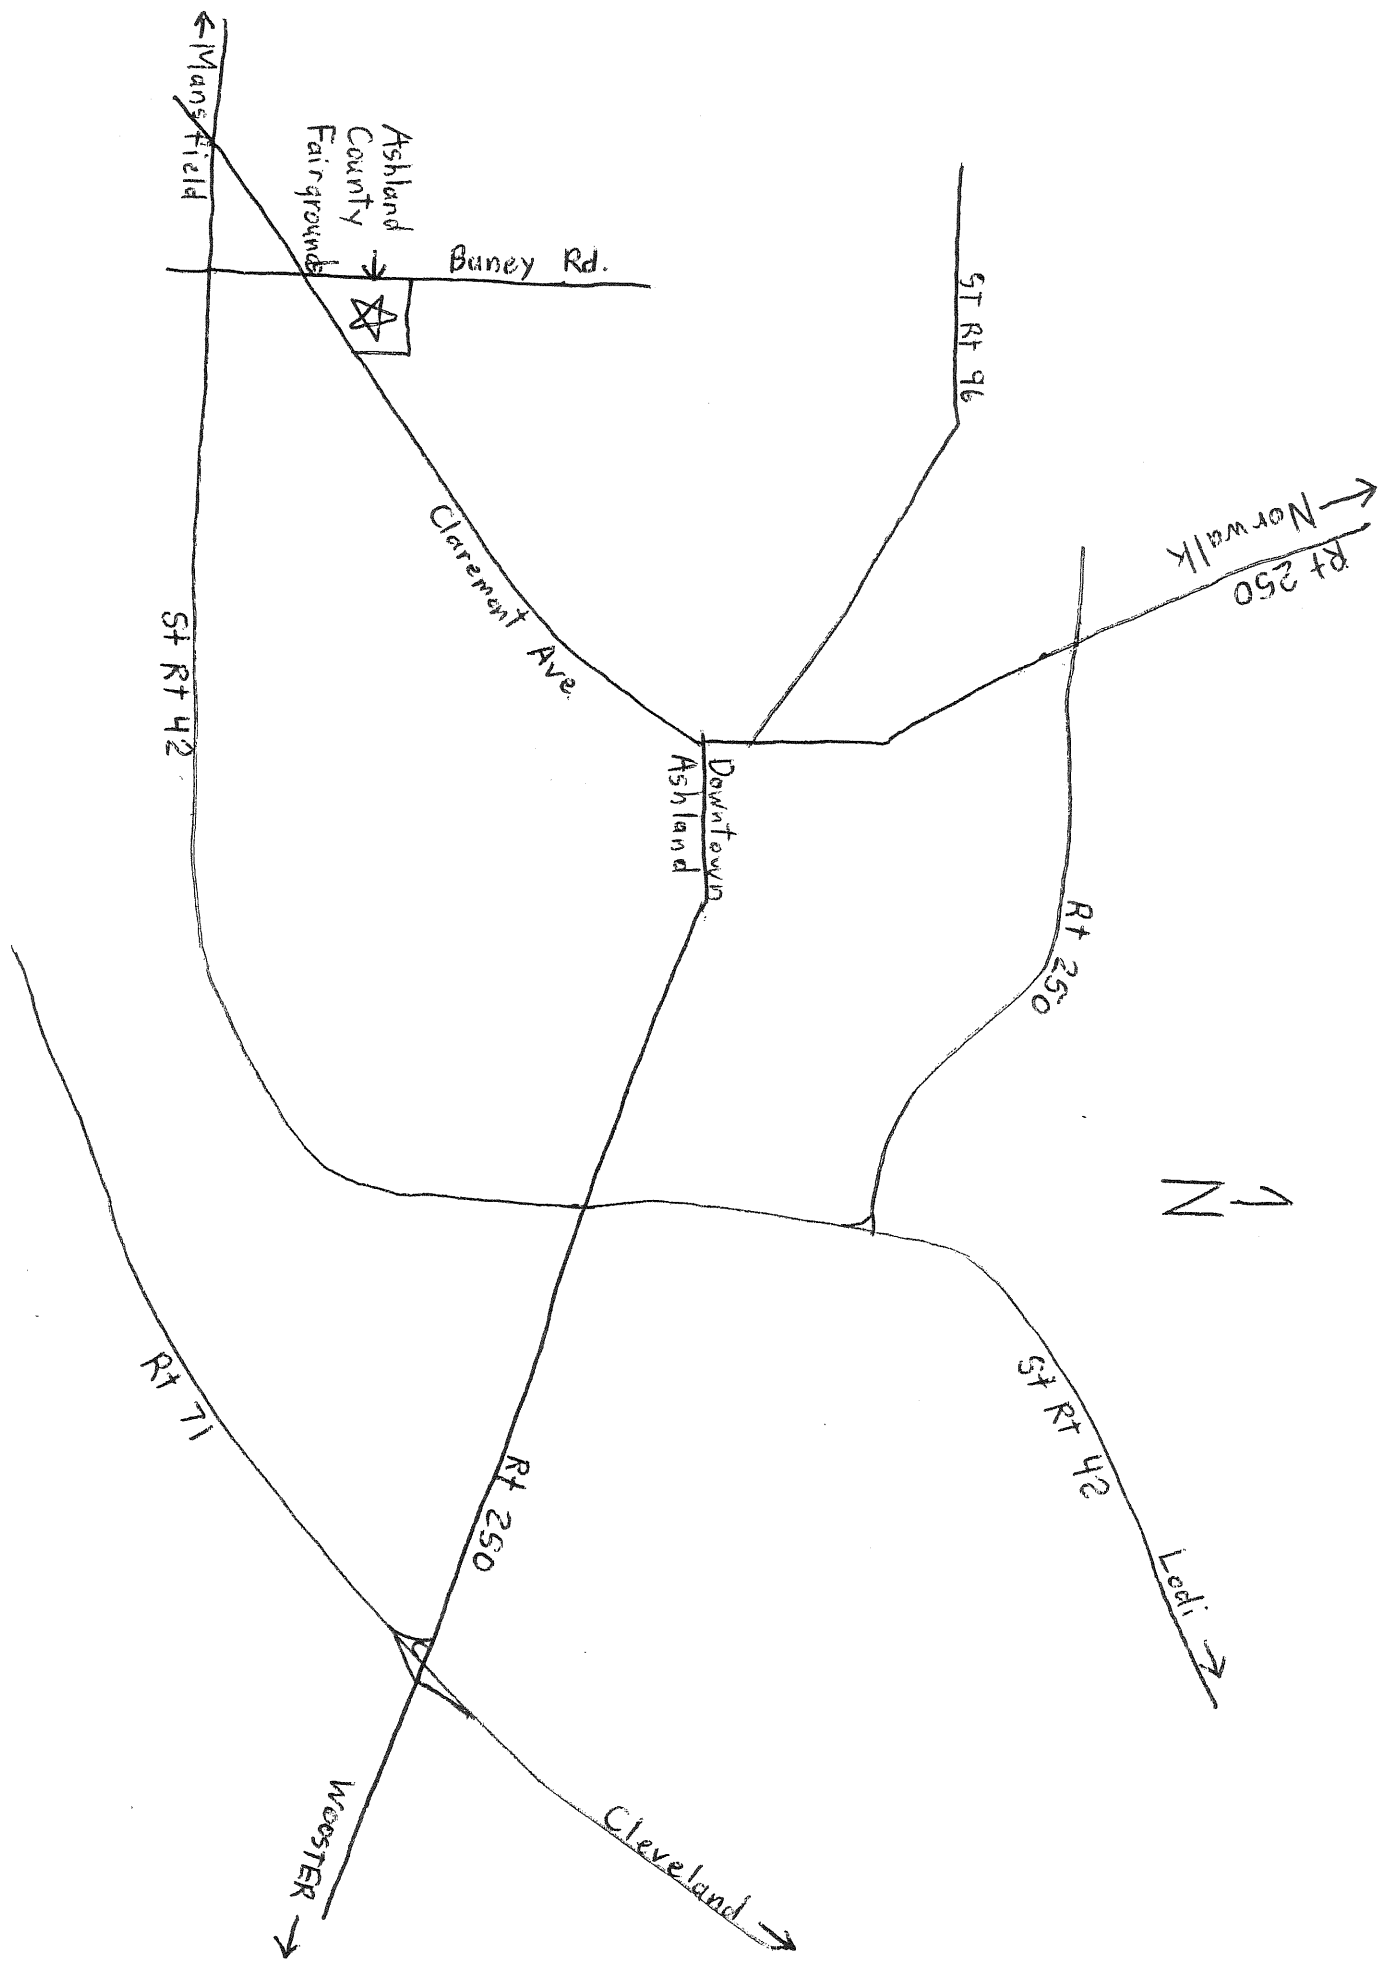 ← Mansfield
Ashland
County
Fairgrounds
Baney Rd.
ST Rt 96
← Norwalk
Rt 250
Claremont Ave.
St Rt 42
Downtown
Ashland
Rt 250
N
St Rt 42
Lodi →
Rt 71
Rt 250
WOOSTER →
Cleveland →